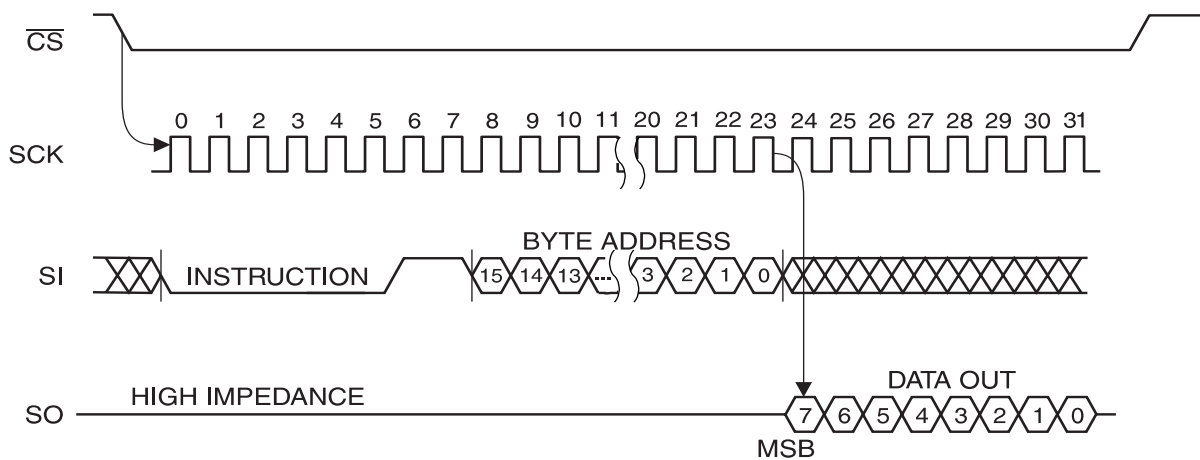 CS
0 1 2 3 4 5 6 7 8 9 10 11 20 21 22 23 24 25 26 27 28 29 30 31
SCK
BYTE ADDRESS
SI INSTRUCTION 15 14 13 ... 3 2 1 0
HIGH IMPEDANCE DATA OUT
SO 7 6 5 4 3 2 1 0
MSB